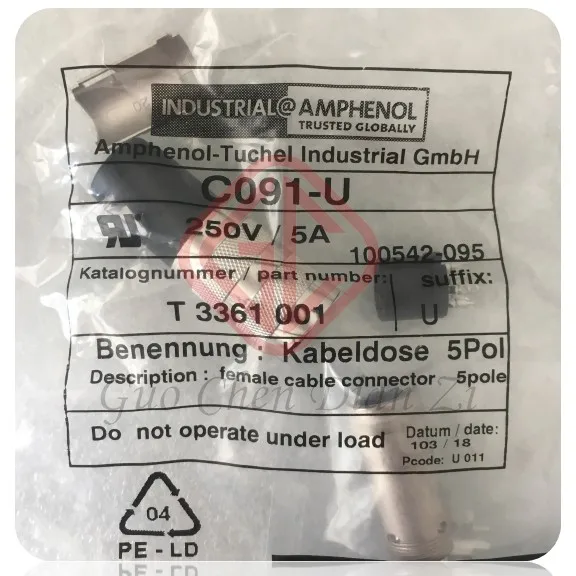 INDUSTRIAL@AMPHENOL
TRUSTED GLOBALLY
Amphenol-Tuchel Industrial GmbH
C091-U
250V / 5A
100542-095
Katalognummer / part number: suffix:
T 3361 001 U
Benennung : Kabeldose 5Pol
Description : female cable connector 5pole
Guo Chen Dian Zi
Do not operate under load
Datum / date:
103 / 18
Pcode: U 011
04
PE - LD